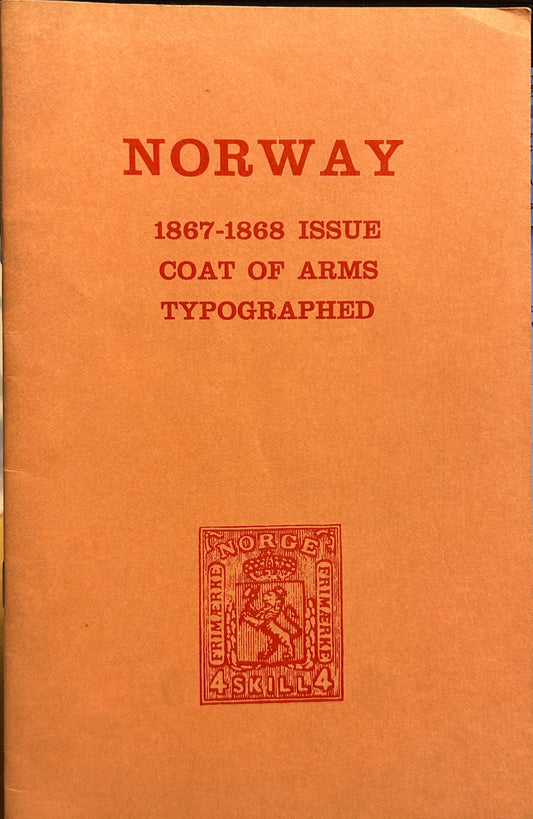 NORWAY
1867-1868 ISSUE
COAT OF ARMS
TYPOGRAPHED
NORGE
FRIMÆRKE
FRIMÆRKE
4 SKILL 4